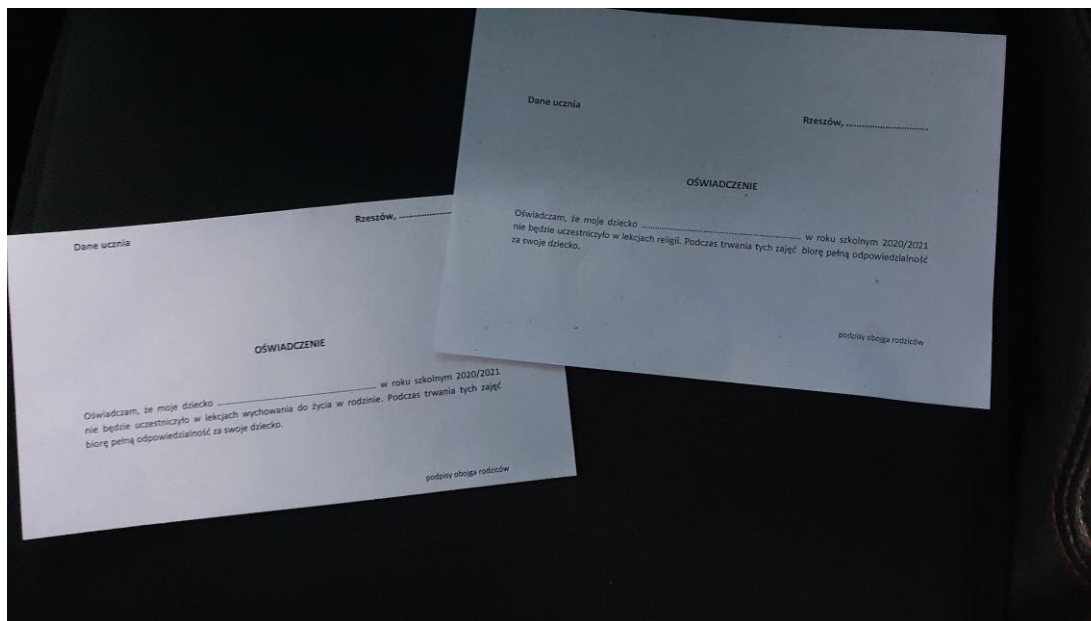 Dane ucznia
Rzeszów, ..............................
OŚWIADCZENIE
Oświadczam, że moje dziecko ............................................................ w roku szkolnym 2020/2021
nie będzie uczestniczyło w lekcjach wychowania do życia w rodzinie. Podczas trwania tych zajęć
biorę pełną odpowiedzialność za swoje dziecko.
podpisy obojga rodziców
Dane ucznia
Rzeszów, ..............................
OŚWIADCZENIE
Oświadczam, że moje dziecko ............................................................ w roku szkolnym 2020/2021
nie będzie uczestniczyło w lekcjach religii. Podczas trwania tych zajęć biorę pełną odpowiedzialność
za swoje dziecko.
podpisy obojga rodziców